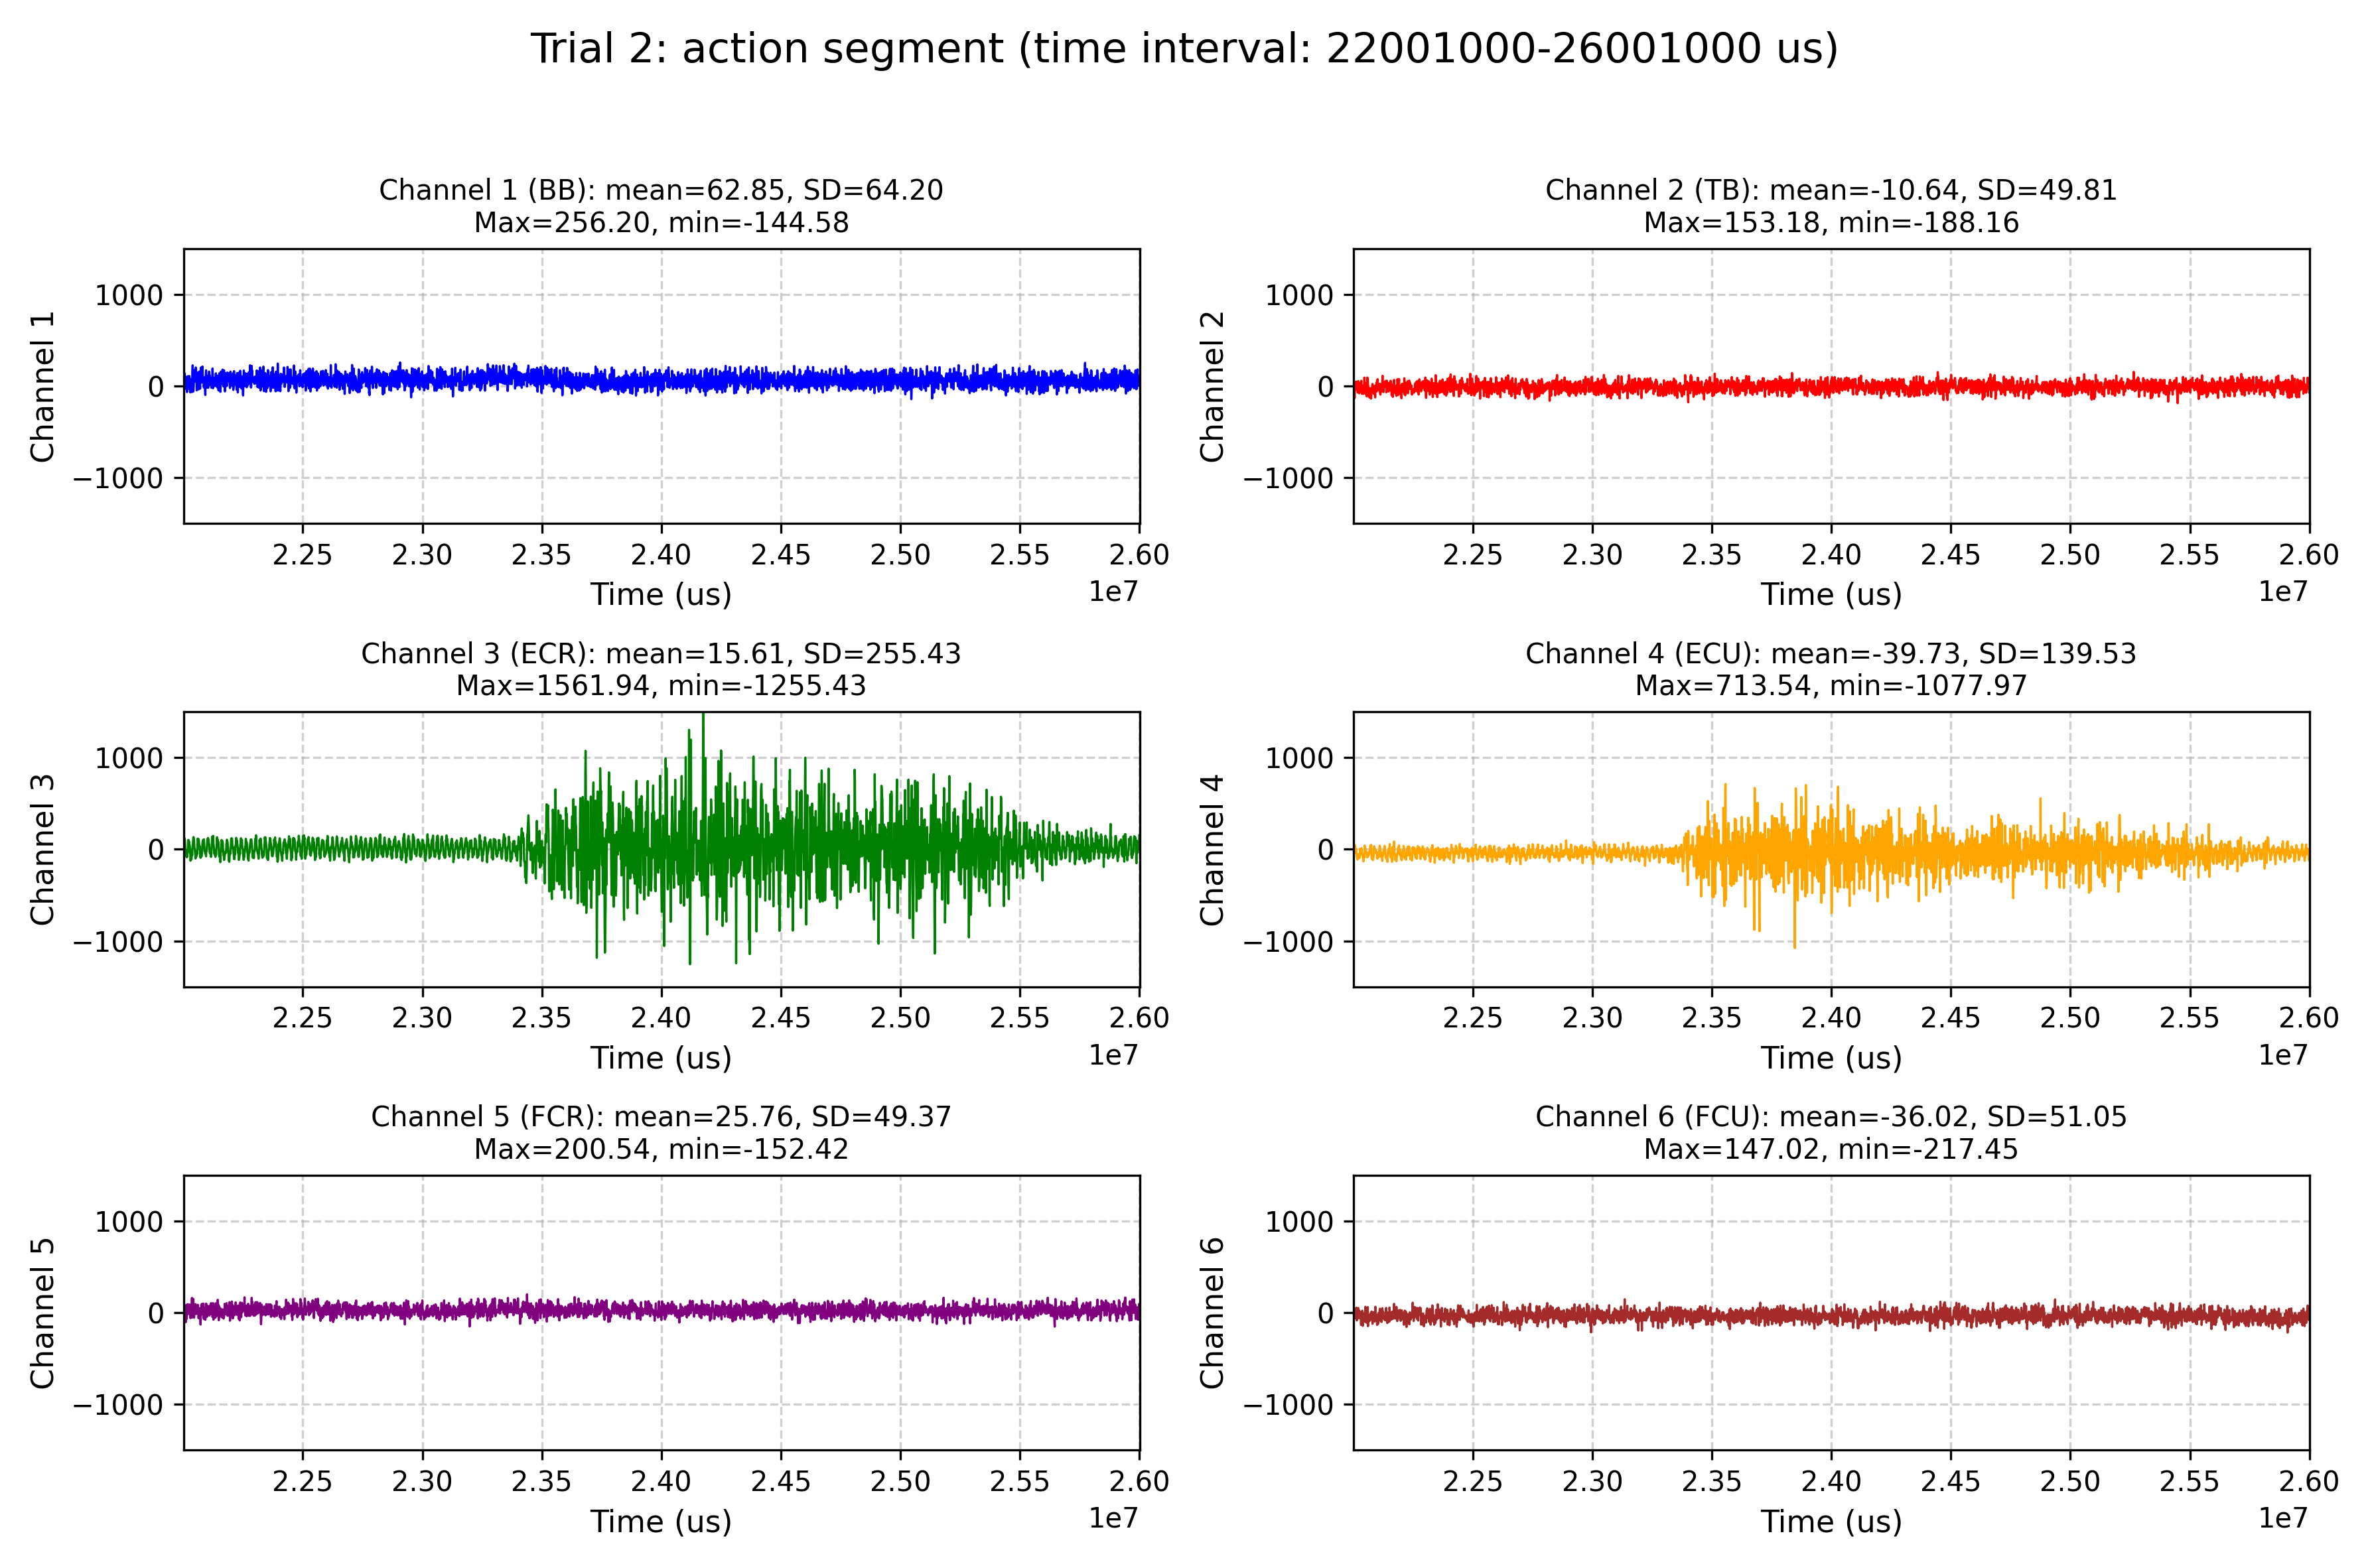 Trial 2: action segment (time interval: 22001000-26001000 us)
Channel 1 (BB): mean=62.85, SD=64.20
Max=256.20, min=-144.58
Channel 1
1000
0
−1000
2.25 2.30 2.35 2.40 2.45 2.50 2.55 2.60
Time (us)
1e7
Channel 2 (TB): mean=-10.64, SD=49.81
Max=153.18, min=-188.16
Channel 2
1000
0
−1000
2.25 2.30 2.35 2.40 2.45 2.50 2.55 2.60
Time (us)
1e7
Channel 3 (ECR): mean=15.61, SD=255.43
Max=1561.94, min=-1255.43
Channel 3
1000
0
−1000
2.25 2.30 2.35 2.40 2.45 2.50 2.55 2.60
Time (us)
1e7
Channel 4 (ECU): mean=-39.73, SD=139.53
Max=713.54, min=-1077.97
Channel 4
1000
0
−1000
2.25 2.30 2.35 2.40 2.45 2.50 2.55 2.60
Time (us)
1e7
Channel 5 (FCR): mean=25.76, SD=49.37
Max=200.54, min=-152.42
Channel 5
1000
0
−1000
2.25 2.30 2.35 2.40 2.45 2.50 2.55 2.60
Time (us)
1e7
Channel 6 (FCU): mean=-36.02, SD=51.05
Max=147.02, min=-217.45
Channel 6
1000
0
−1000
2.25 2.30 2.35 2.40 2.45 2.50 2.55 2.60
Time (us)
1e7